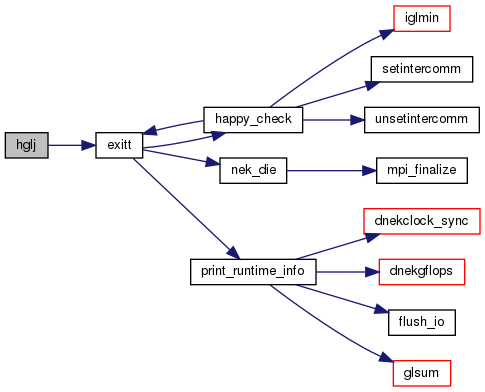 iglmin
setintercomm
happy_check
unsetintercomm
hglj
exitt
nek_die
mpi_finalize
dnekclock_sync
print_runtime_info
dnekgflops
flush_io
glsum